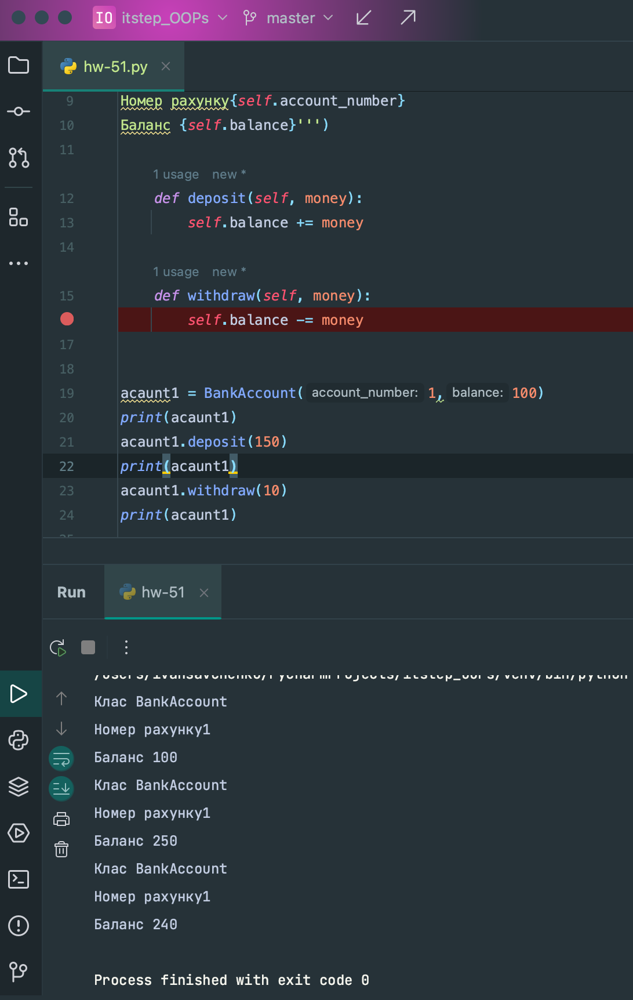 IO itstep_OOPs master
hw-51.py
9 Номер рахунку{self.account_number}
10 Баланс {self.balance}''')
11
1 usage new *
12 def deposit(self, money):
13 self.balance += money
14
1 usage new *
15 def withdraw(self, money):
self.balance -= money
17
18
19 acaunt1 = BankAccount( account_number: 1, balance: 100)
20 print(acaunt1)
21 acaunt1.deposit(150)
22 print(acaunt1)
23 acaunt1.withdraw(10)
24 print(acaunt1)
Run hw-51
Клас BankAccount
Номер рахунку1
Баланс 100
Клас BankAccount
Номер рахунку1
Баланс 250
Клас BankAccount
Номер рахунку1
Баланс 240
Process finished with exit code 0